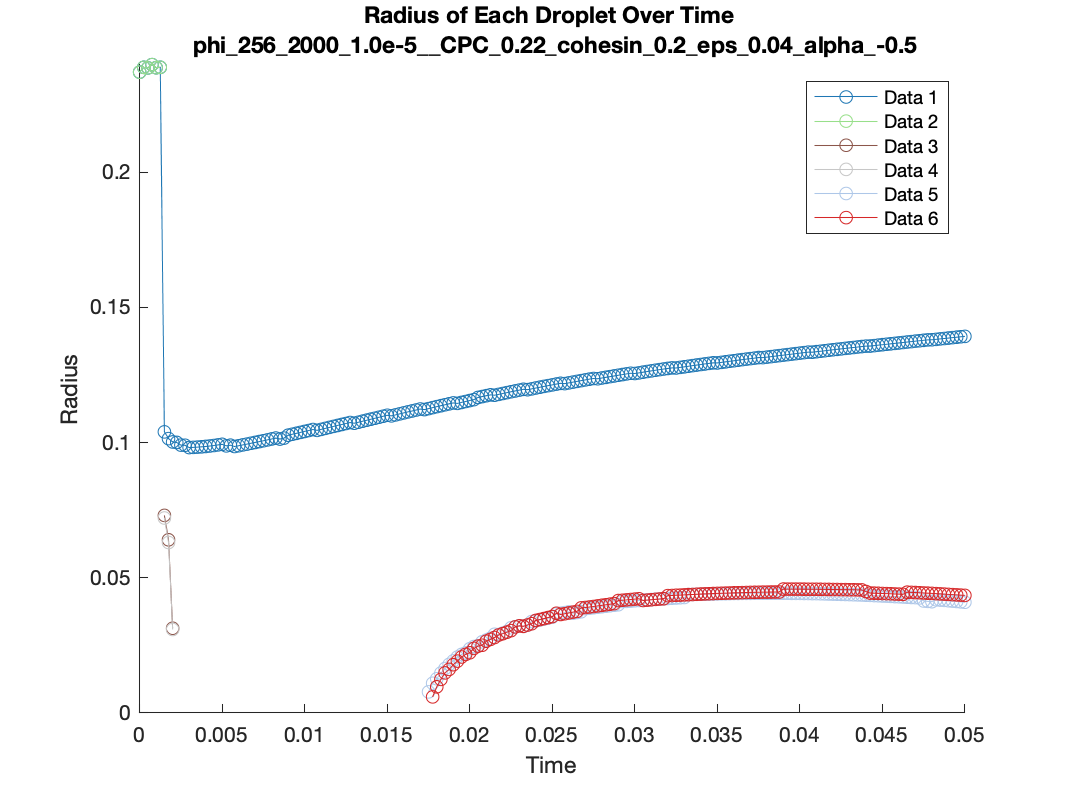 Radius of Each Droplet Over Time
phi_256_2000_1.0e-5__CPC_0.22_cohesin_0.2_eps_0.04_alpha_-0.5
Data 1
Data 2
Data 3
Data 4
Data 5
Data 6
0.2
0.15
0.1
0.05
0
Radius
0 0.005 0.01 0.015 0.02 0.025 0.03 0.035 0.04 0.045 0.05
Time